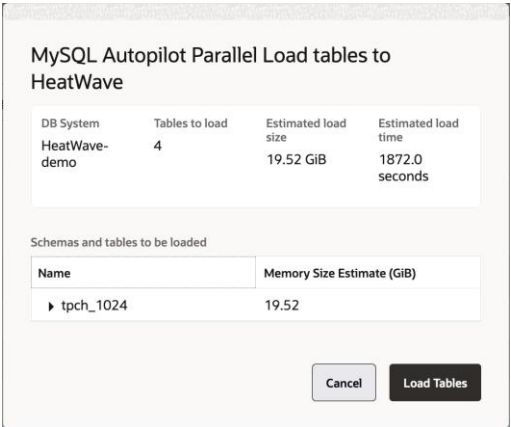 MySQL Autopilot Parallel Load tables to
HeatWave
DB System
HeatWave-
demo
Tables to load
4
Estimated load
size
19.52 GiB
Estimated load
time
1872.0
seconds
Schemas and tables to be loaded
Name
Memory Size Estimate (GiB)
tpch_1024
19.52
Cancel
Load Tables